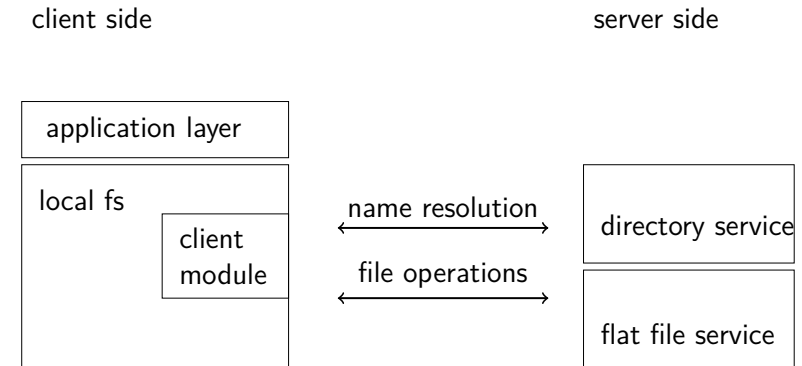 client side
server side
application layer
local fs
client
module
name resolution
file operations
directory service
flat file service